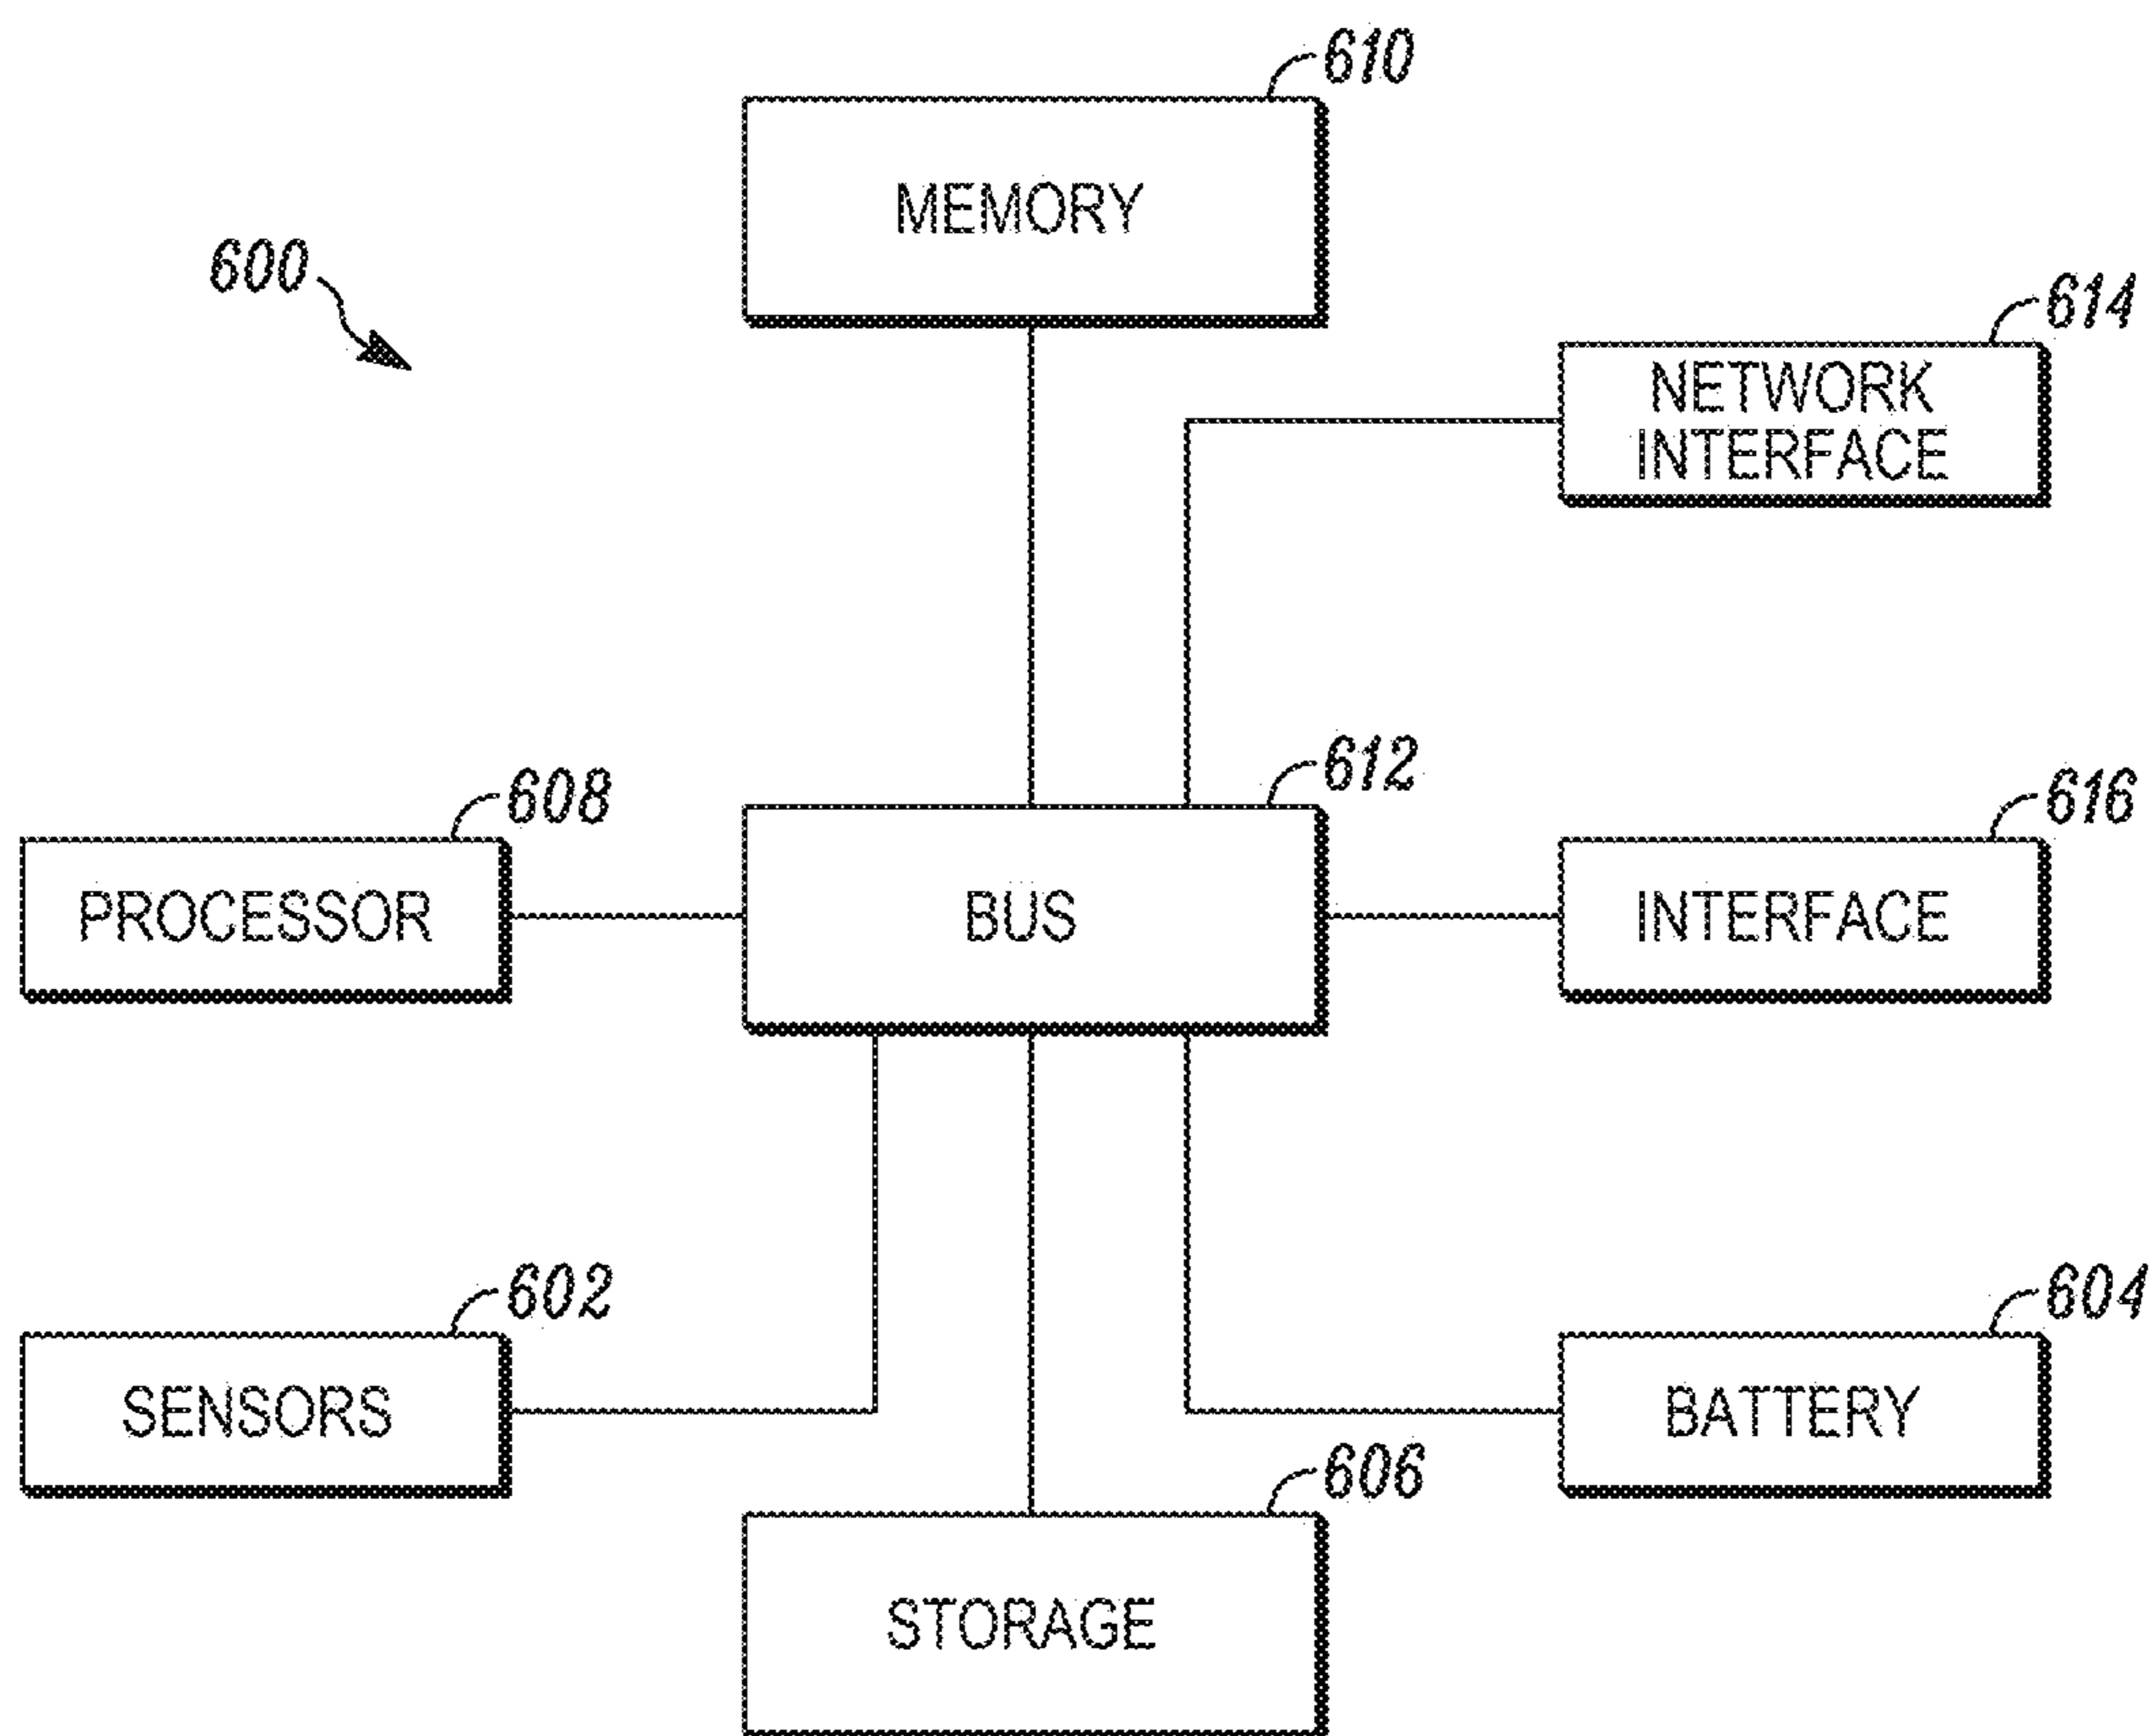 610
MEMORY
600
614
NETWORK
INTERFACE
612
608
616
PROCESSOR
BUS
INTERFACE
602
604
SENSORS
BATTERY
606
STORAGE